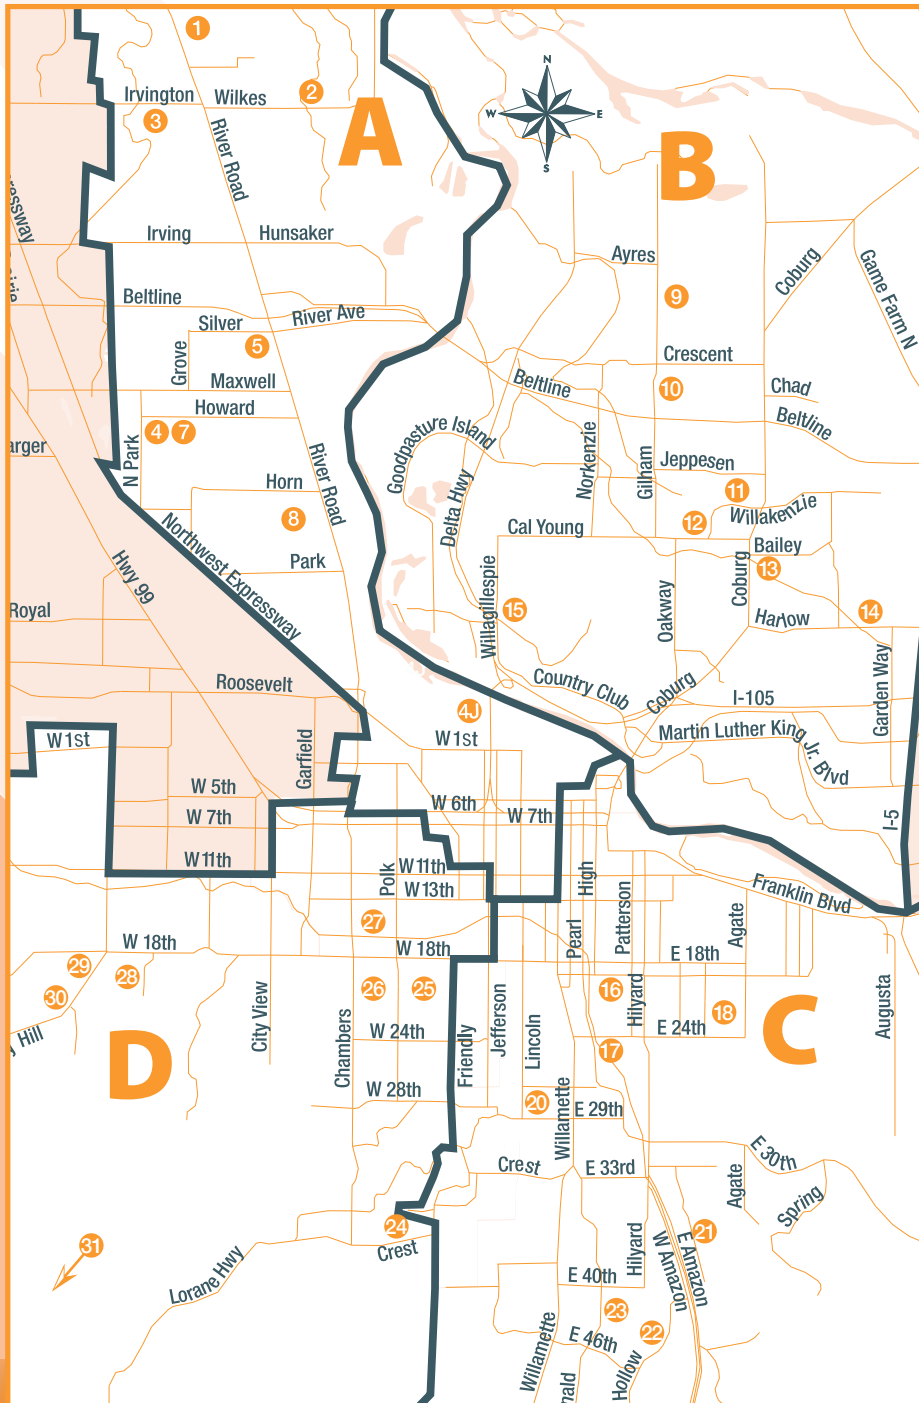 1
2
Irvington
Wilkes
3
A
River Road
N
W
E
S
B
ressway
Irving
Hunsaker
Ayres
Coburg
Game Farm N
irie
Beltline
Silver
River Ave
9
5
Grove
Maxwell
Crescent
Beltline
10
Chad
Howard
Beltline
4
7
N Park
River Road
Goodpasture Island
Norkenzie
Gilham
Jeppesen
arger
Horn
Delta Hwy
11
8
Willakenzie
12
Cal Young
Northwest Expressway
Bailey
Park
Hwy 99
Coburg
13
Willagillespie
15
Oakway
14
Royal
Harlow
Roosevelt
Country Club
Coburg
I-105
Garden Way
4J
W 1st
W 1st
Garfield
Martin Luther King Jr. Blvd
W 5th
W 6th
W 7th
W 7th
I-5
W 11th
Polk
W 11th
High
W 13th
Franklin Blvd
27
Pearl
Patterson
Agate
W 18th
W 18th
E 18th
29
28
26
25
16
30
City View
Chambers
Jefferson
Hilyard
18
Augusta
y Hill
W 24th
Friendly
Lincoln
E 24th
C
D
17
W 28th
20
E 29th
Willamette
Crest
E 33rd
E 30th
Agate
Spring
24
Crest
21
31
Hilyard
E Amazon
W Amazon
Lorane Hwy
E 40th
23
22
E 46th
Willamette
nald
Hollow